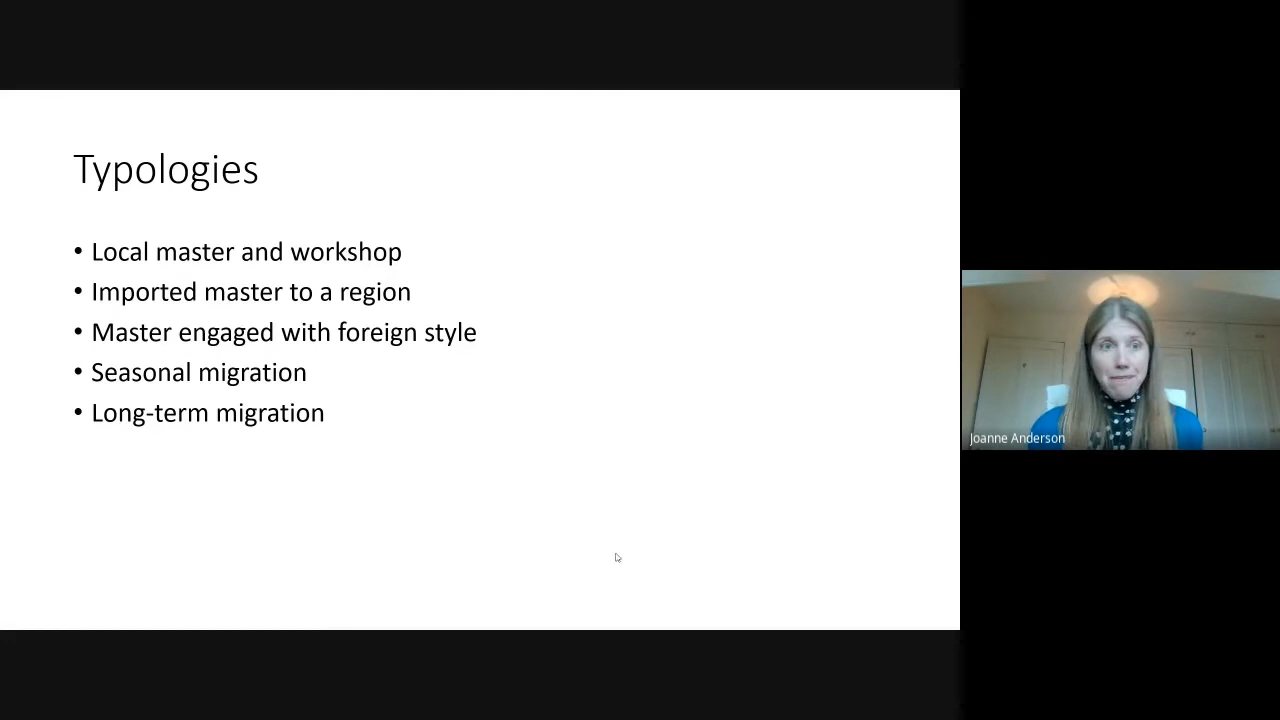 Typologies
• Local master and workshop
• Imported master to a region
• Master engaged with foreign style
• Seasonal migration
• Long-term migration
Joanne Anderson